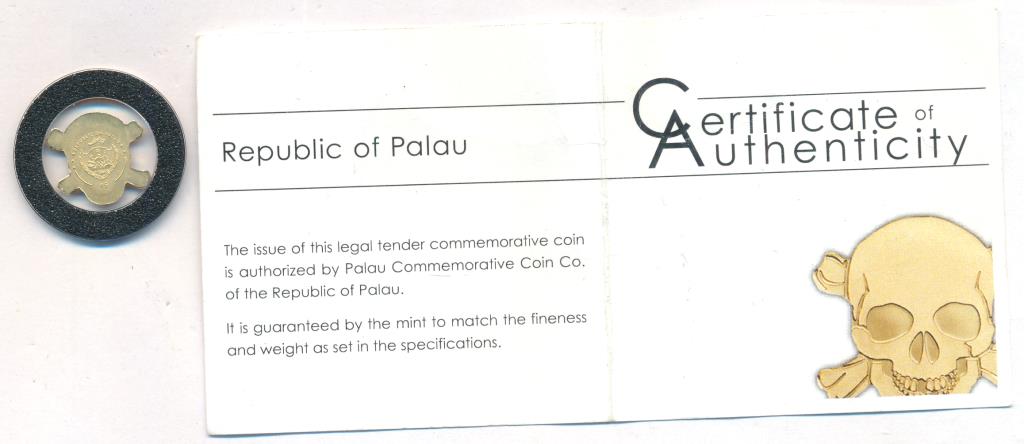 Republic of Palau
The issue of this legal tender commemorative coin
is authorized by Palau Commemorative Coin Co.
of the Republic of Palau.
It is guaranteed by the mint to match the fineness
and weight as set in the specifications.
Certificate of
Authenticity